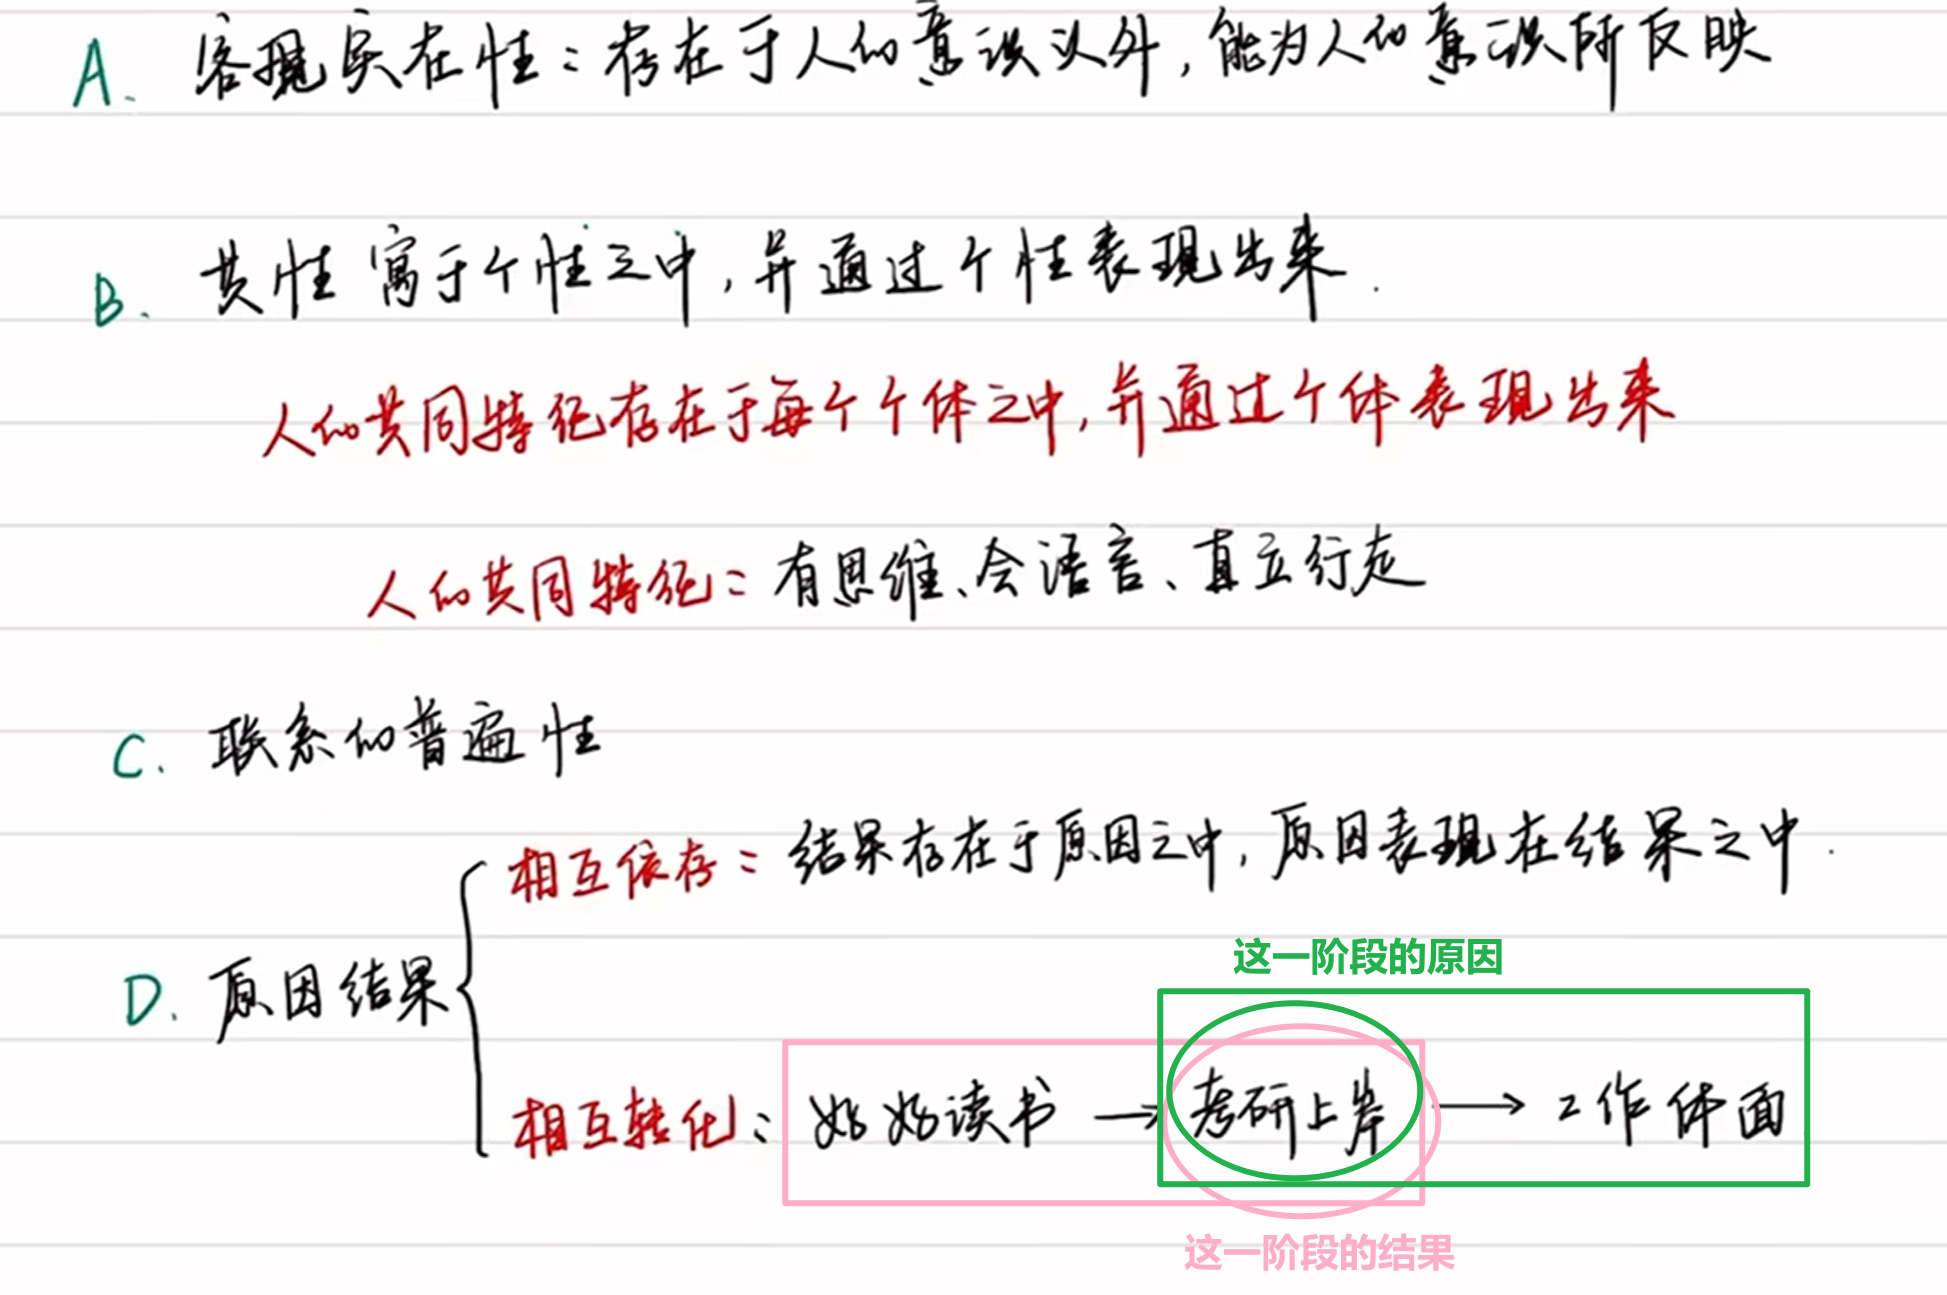 A. 客观实在性：存在于人的意识以外，能为人的意识所反映
B. 共性寓于个性之中，并通过个性表现出来.
人的共同特征存在于每个个体之中，并通过个体表现出来
人的共同特征：有思维、会语言、直立行走
C. 联系的普遍性
相互依存：结果存在于原因之中，原因表现在结果之中.
这一阶段的原因
D. 原因结果
相互转化：好好读书 → 考研上岸 → 工作体面
这一阶段的结果